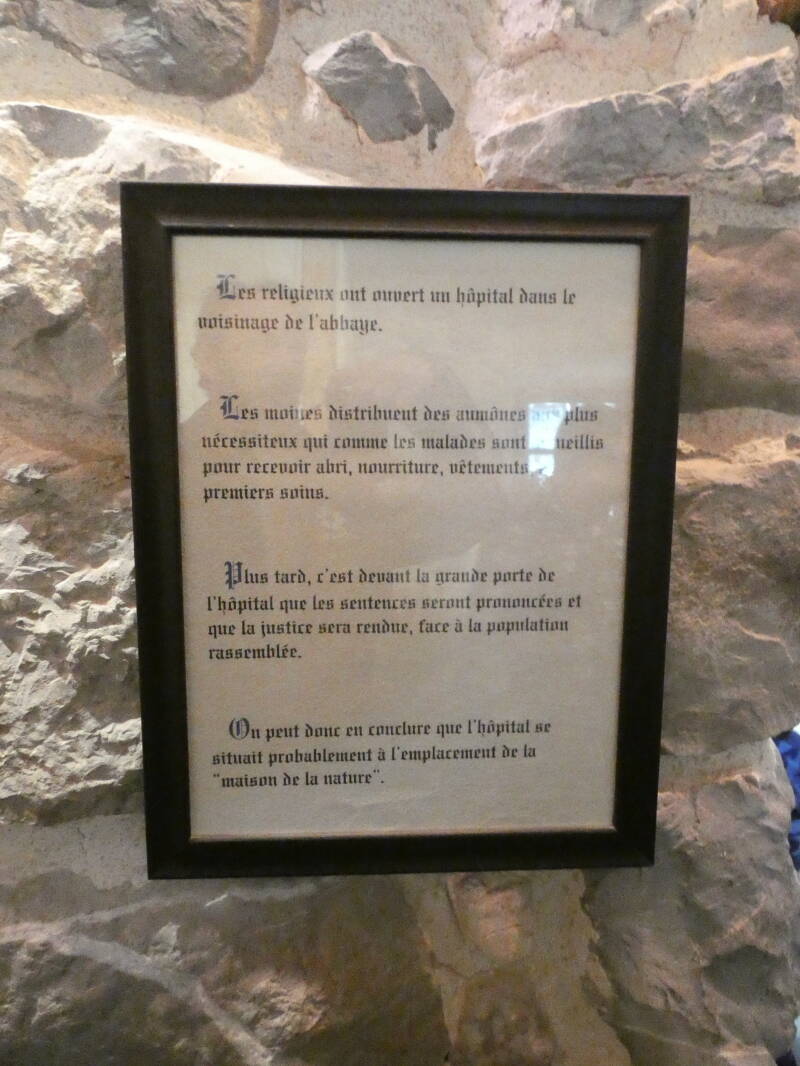 Les religieux ont ouvert un hôpital dans le
voisinage de l'abbaye.
Les moines distribuent des aumônes aux plus
nécessiteux qui comme les malades sont
pour recevoir abri, nourriture, vêtements
premiers soins.
Plus tard, c'est devant la grande porte de
l'hôpital que les sentences seront prononcées et
que la justice sera rendue, face à la population
rassemblée.
On peut donc en conclure que l'hôpital se
situait probablement à l'emplacement de la
"maison de la nature".